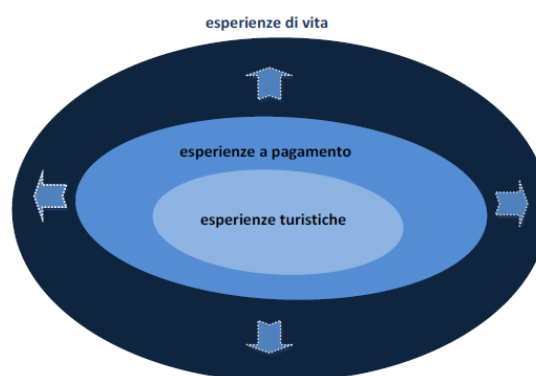 esperienze di vita
esperienze a pagamento
esperienze turistiche